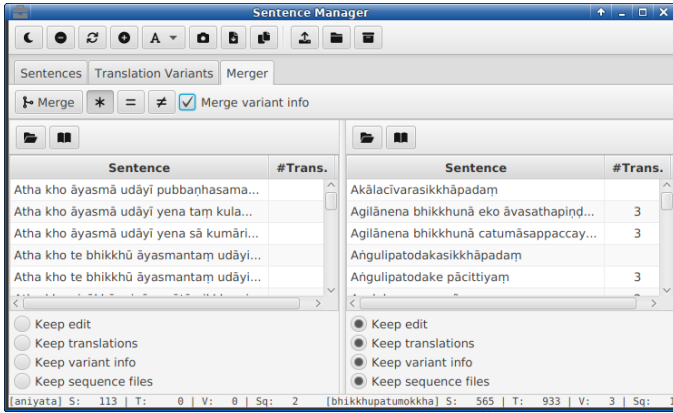 Sentence Manager
A
Sentences Translation Variants Merger
Merge * = ≠ Merge variant info
Sentence #Trans.
Atha kho āyasmā udāyī pubbaṇhasama...
Atha kho āyasmā udāyī yena taṃ kula...
Atha kho āyasmā udāyī yena sā kumāri...
Atha kho te bhikkhū āyasmantaṃ udāyi...
Atha kho te bhikkhū āyasmantaṃ udāyi...
Keep edit
Keep translations
Keep variant info
Keep sequence files
Sentence #Trans.
Akālacīvarasikkhāpadaṃ
Agilānena bhikkhunā eko āvasathapiṇḍ... 3
Agilānena bhikkhunā catumāsappaccay... 3
Aṅgulipatodakasikkhāpadaṃ
Aṅgulipatodake pācittiyaṃ 3
Keep edit
Keep translations
Keep variant info
Keep sequence files
[aniyata] S: 113 | T: 0 | V: 0 | Sq: 2 [bhikkhupatumokkha] S: 565 | T: 933 | V: 3 | Sq: 1